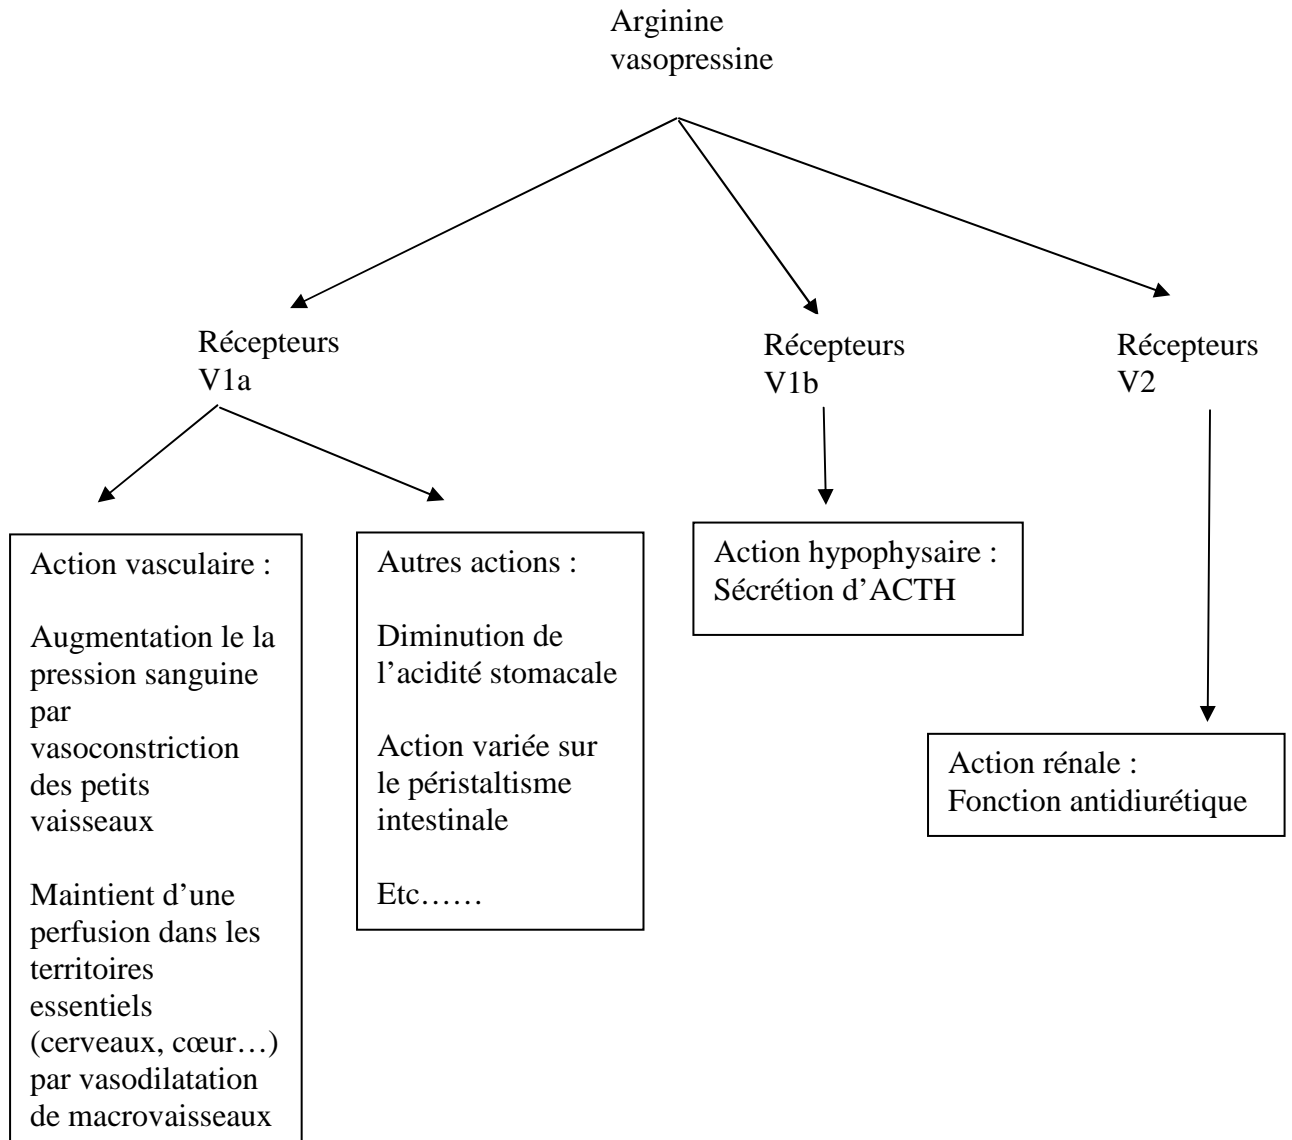 Arginine
vasopressine
Récepteurs
V1a
Récepteurs
V1b
Récepteurs
V2
Action vasculaire :
Augmentation le la
pression sanguine
par
vasoconstriction
des petits
vaisseaux
Maintient d’une
perfusion dans les
territoires
essentiels
(cerveaux, cœur…)
par vasodilatation
de macrovaisseaux
Autres actions :
Diminution de
l’acidité stomacale
Action variée sur
le péristaltisme
intestinale
Etc……
Action hypophysaire :
Sécrétion d’ACTH
Action rénale :
Fonction antidiurétique